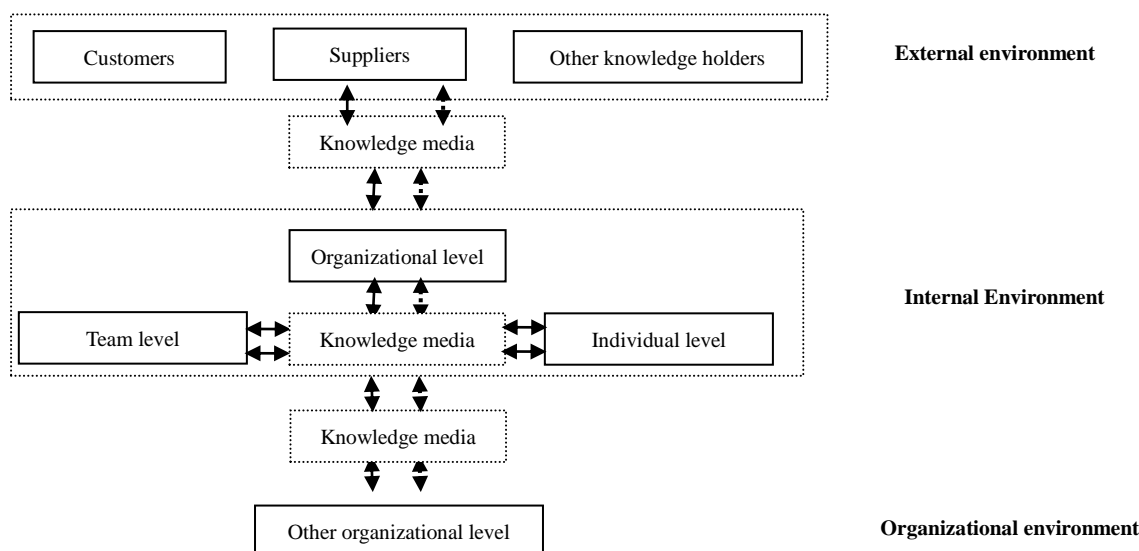 Customers
Suppliers
Other knowledge holders
External environment
Knowledge media
Organizational level
Internal Environment
Team level
Knowledge media
Individual level
Knowledge media
Other organizational level
Organizational environment